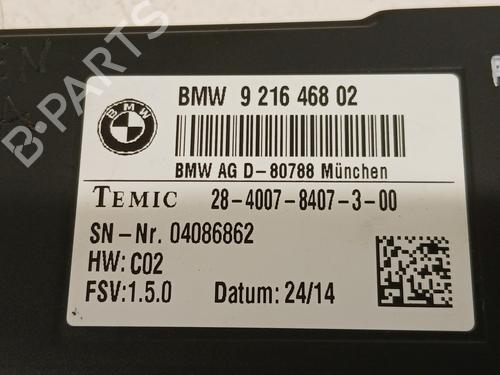 BMW
BMW 9 216 468 02
BMW AG D-80788 München
TEMIC 28-4007-8407-3-00
SN-Nr. 04086862
HW: C02
FSV:1.5.0 Datum: 24/14
B-Parts